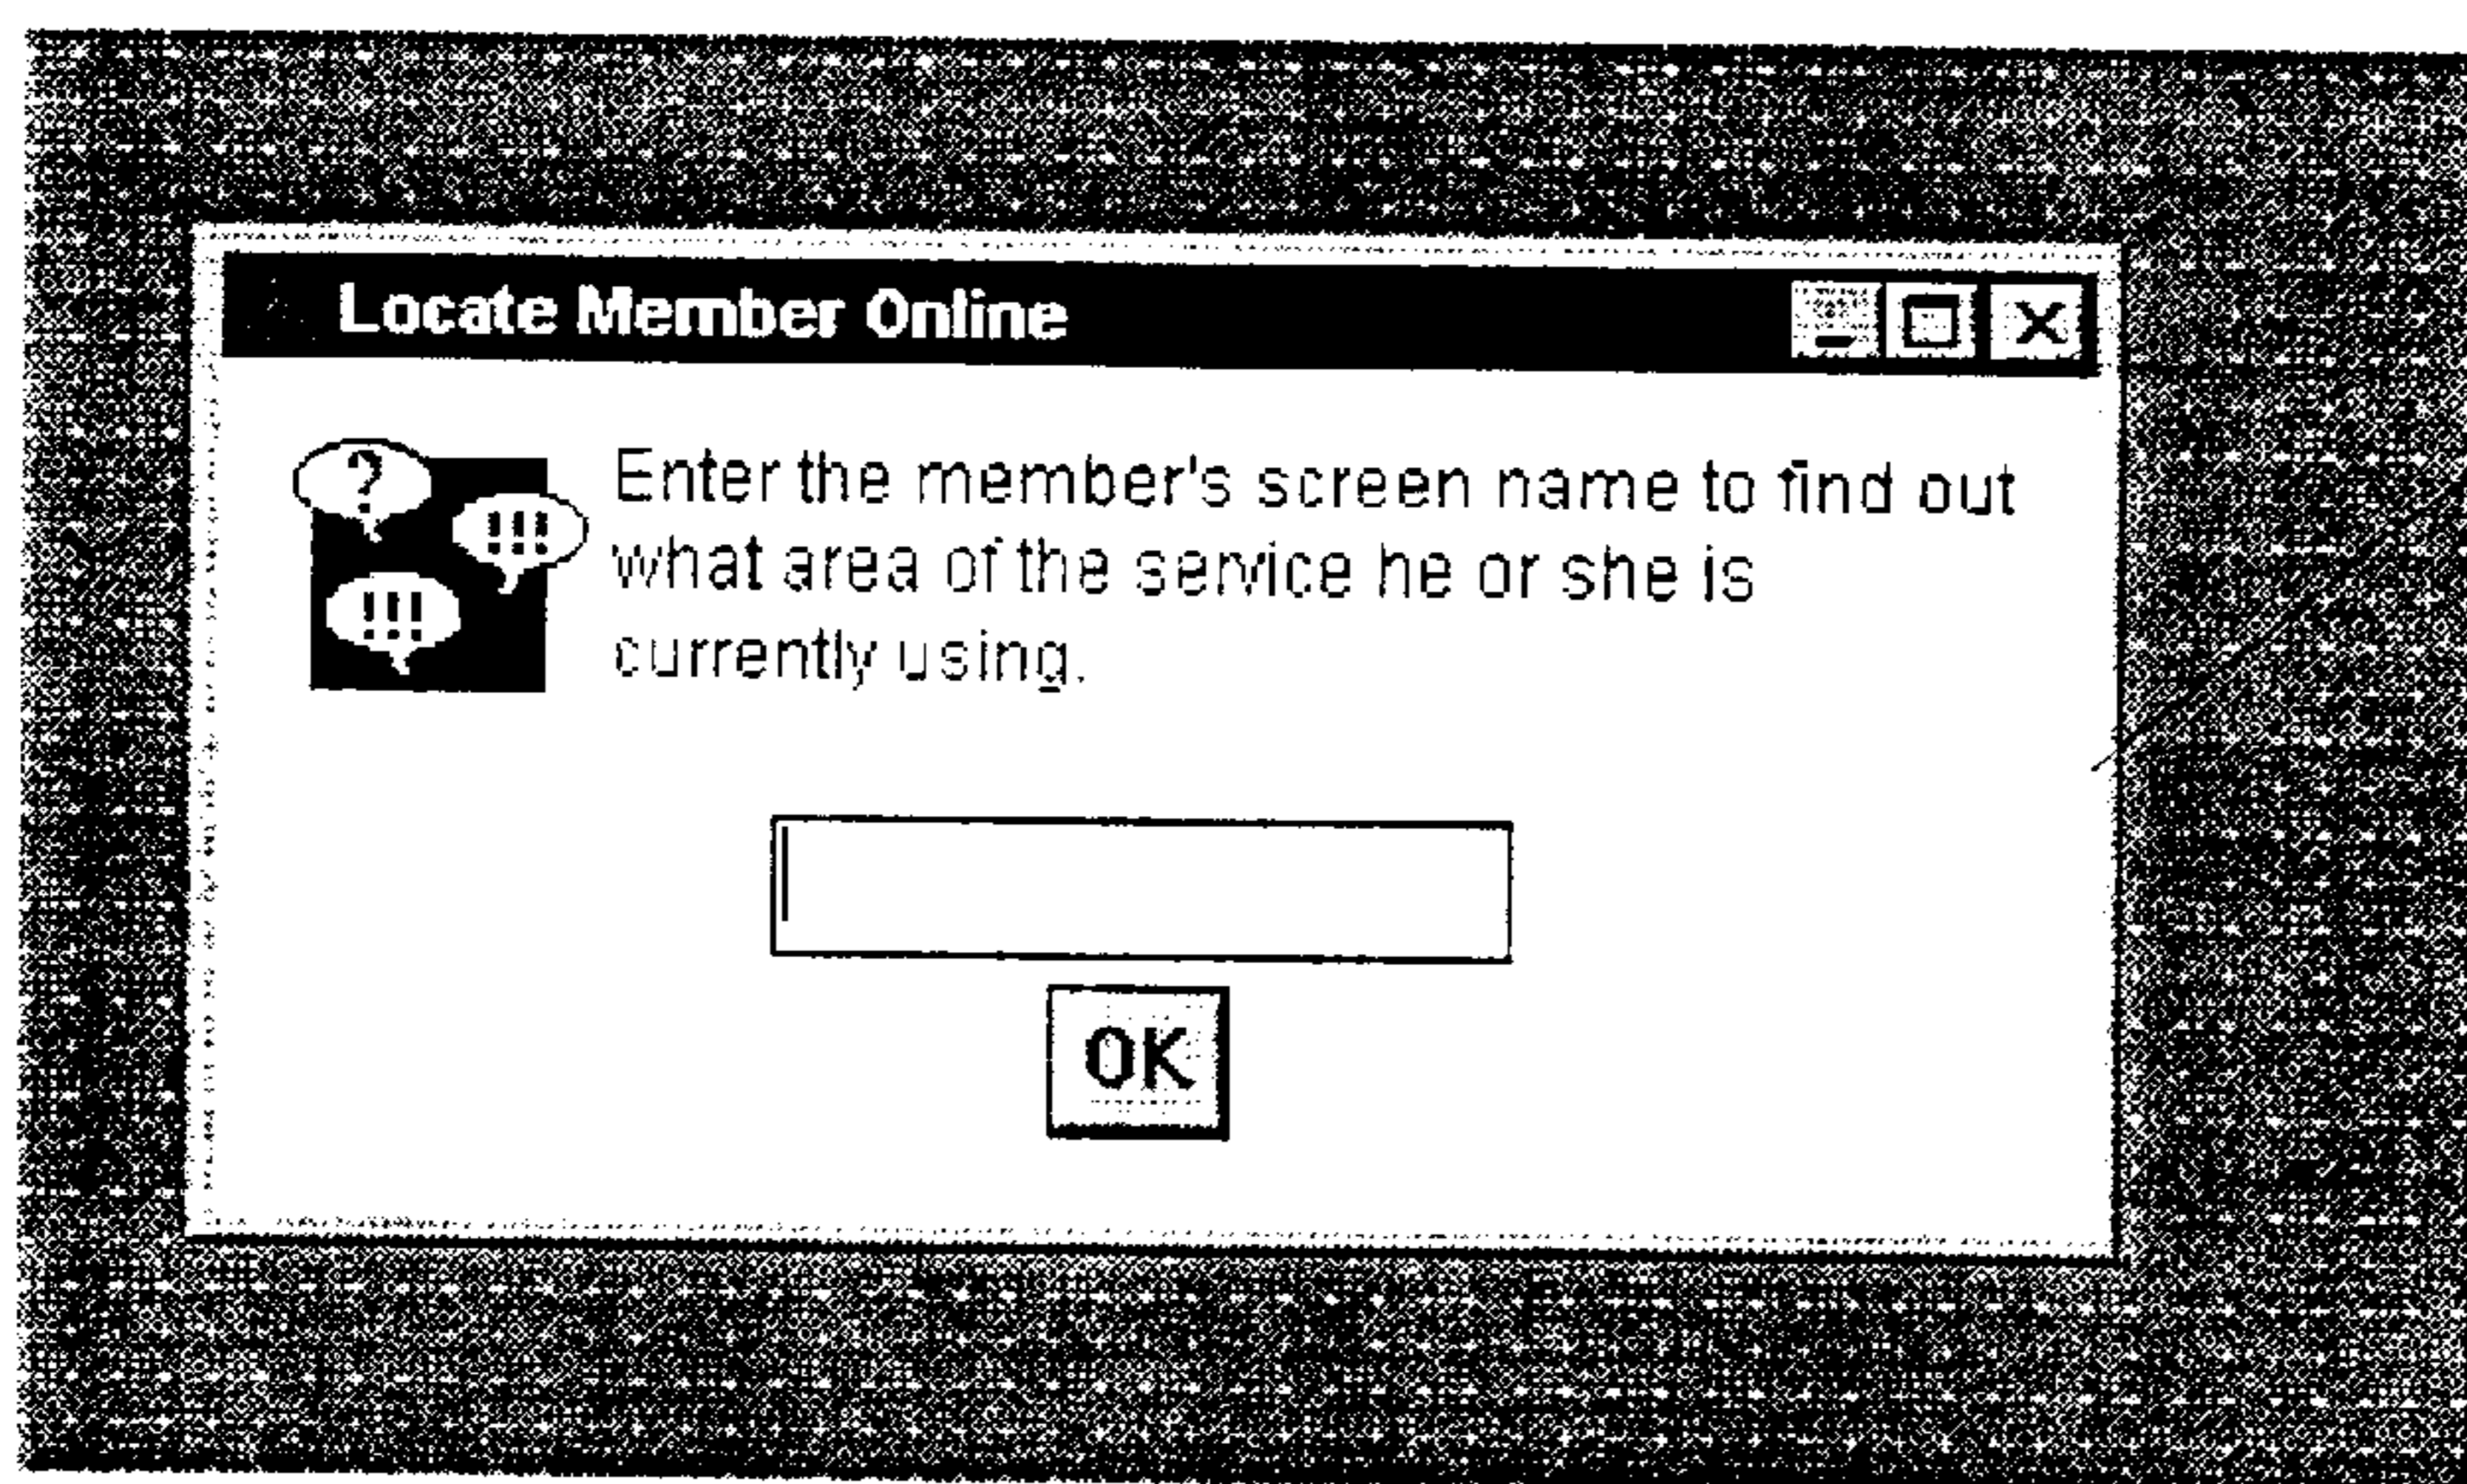 Locate Member Online
?
!!!
!!!
Enter the member's screen name to find out
what area of the service he or she is
currently using.
OK